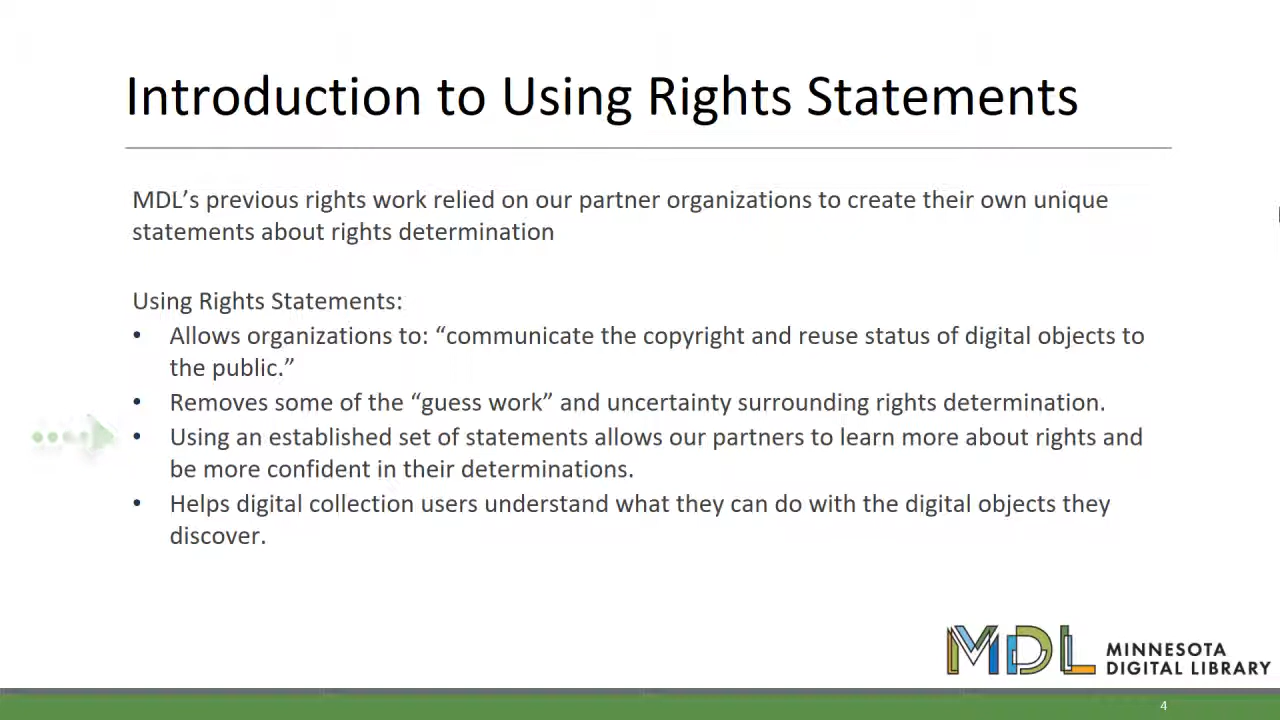 Introduction to Using Rights Statements
MDL’s previous rights work relied on our partner organizations to create their own unique
statements about rights determination
Using Rights Statements:
• Allows organizations to: “communicate the copyright and reuse status of digital objects to
the public.”
• Removes some of the “guess work” and uncertainty surrounding rights determination.
• Using an established set of statements allows our partners to learn more about rights and
be more confident in their determinations.
• Helps digital collection users understand what they can do with the digital objects they
discover.
MDL MINNESOTA
DIGITAL LIBRARY
4